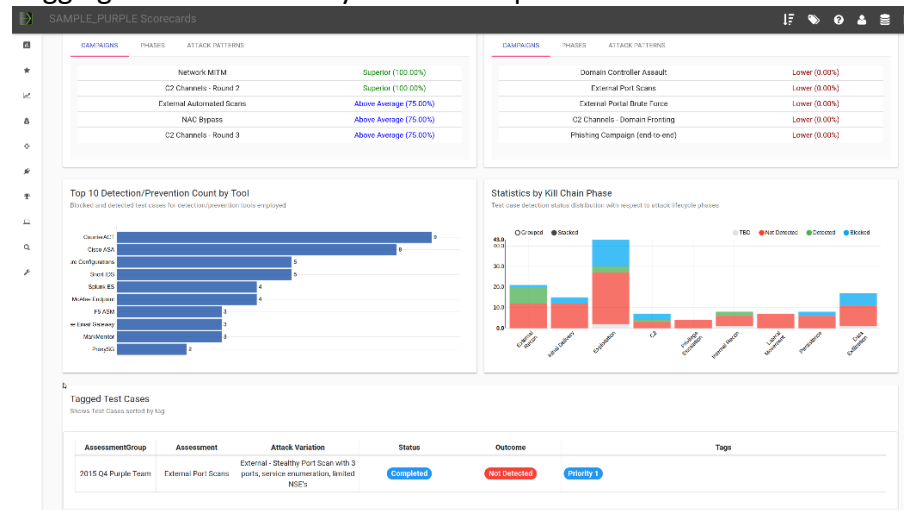 SAMPLE_PURPLE Scorecards
CAMPAIGNS PHASES ATTACK PATTERNS
Network MITM Superior (100.00%)
C2 Channels - Round 2 Superior (100.00%)
External Automated Scans Above Average (75.00%)
NAC Bypass Above Average (75.00%)
C2 Channels - Round 3 Above Average (75.00%)
CAMPAIGNS PHASES ATTACK PATTERNS
Domain Controller Assault Lower (0.00%)
External Port Scans Lower (0.00%)
External Portal Brute Force Lower (0.00%)
C2 Channels - Domain Fronting Lower (0.00%)
Phishing Campaign (end-to-end) Lower (0.00%)
Top 10 Detection/Prevention Count by Tool
Blocked and detected test cases for detection/prevention tools employed
CounterACT 9
Cisco ASA 8
Configurations 5
Snort IDS 5
Splunk ES 4
McAfee Endpoint 4
F5 ASM 3
Email Gateway 3
3
ProxySG 2
Statistics by Kill Chain Phase
Test case detection status distribution with respect to attack lifecycle phases
Grouped Stacked TBD Not Detected Detected Blocked
43.0
40.0
30.0
20.0
10.0
0.0
External Recon
Initial Delivery
Exploitation
C2
Privilege Escalation
Internal Recon
Lateral Movement
Persistence
Data Exfiltration
Tagged Test Cases
Shows Test Cases sorted by tag
AssessmentGroup Assessment Attack Variation Status Outcome Tags
2015 Q4 Purple Team External Port Scans External - Stealthy Port Scan with 3 ports, service enumeration, limited NSE's Completed Not Detected Priority 1